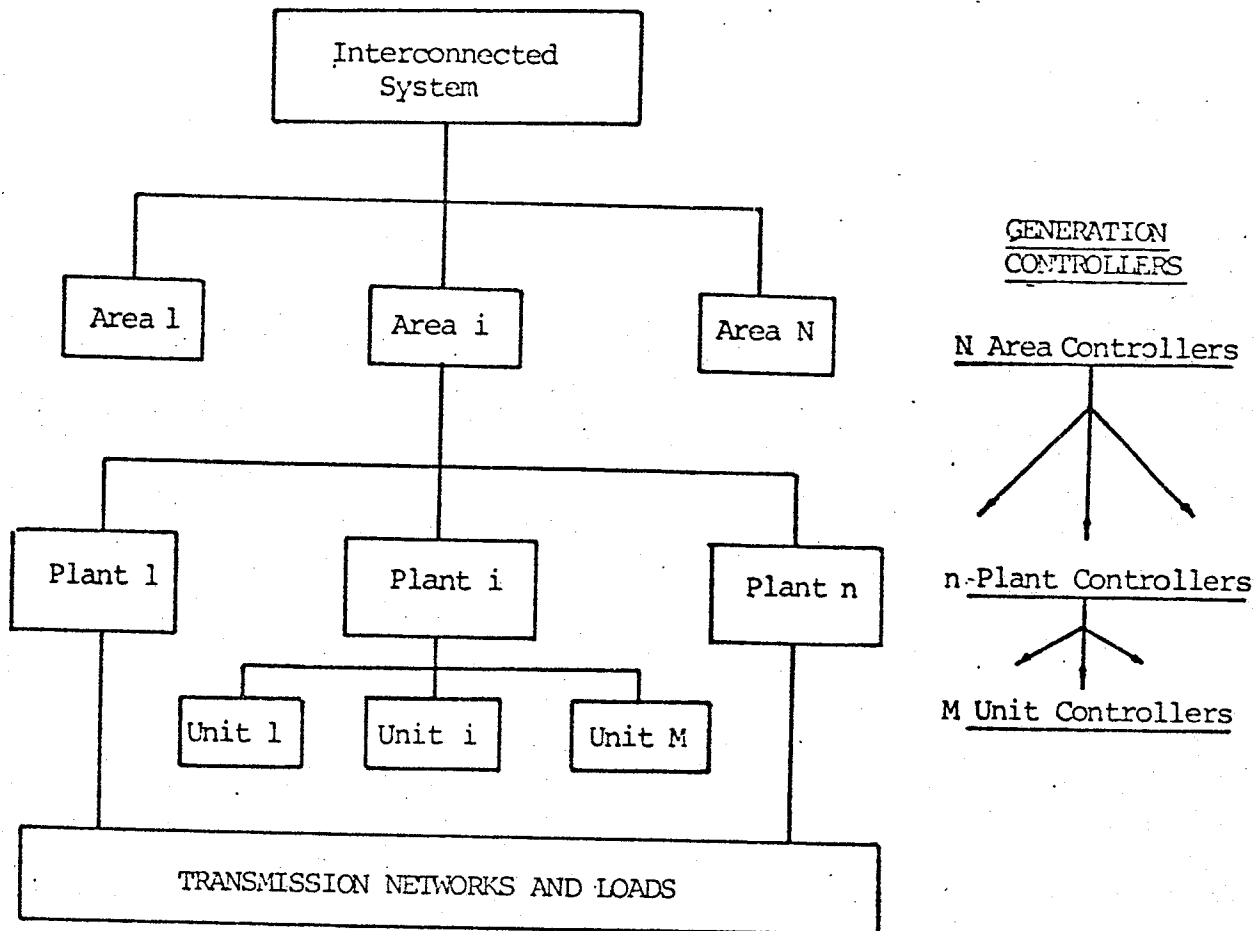 Interconnected
System
GENERATION
CONTROLLERS
Area 1
Area i
Area N
N Area Controllers
Plant 1
Plant i
Plant n
n-Plant Controllers
Unit 1
Unit i
Unit M
M Unit Controllers
TRANSMISSION NETWORKS AND LOADS